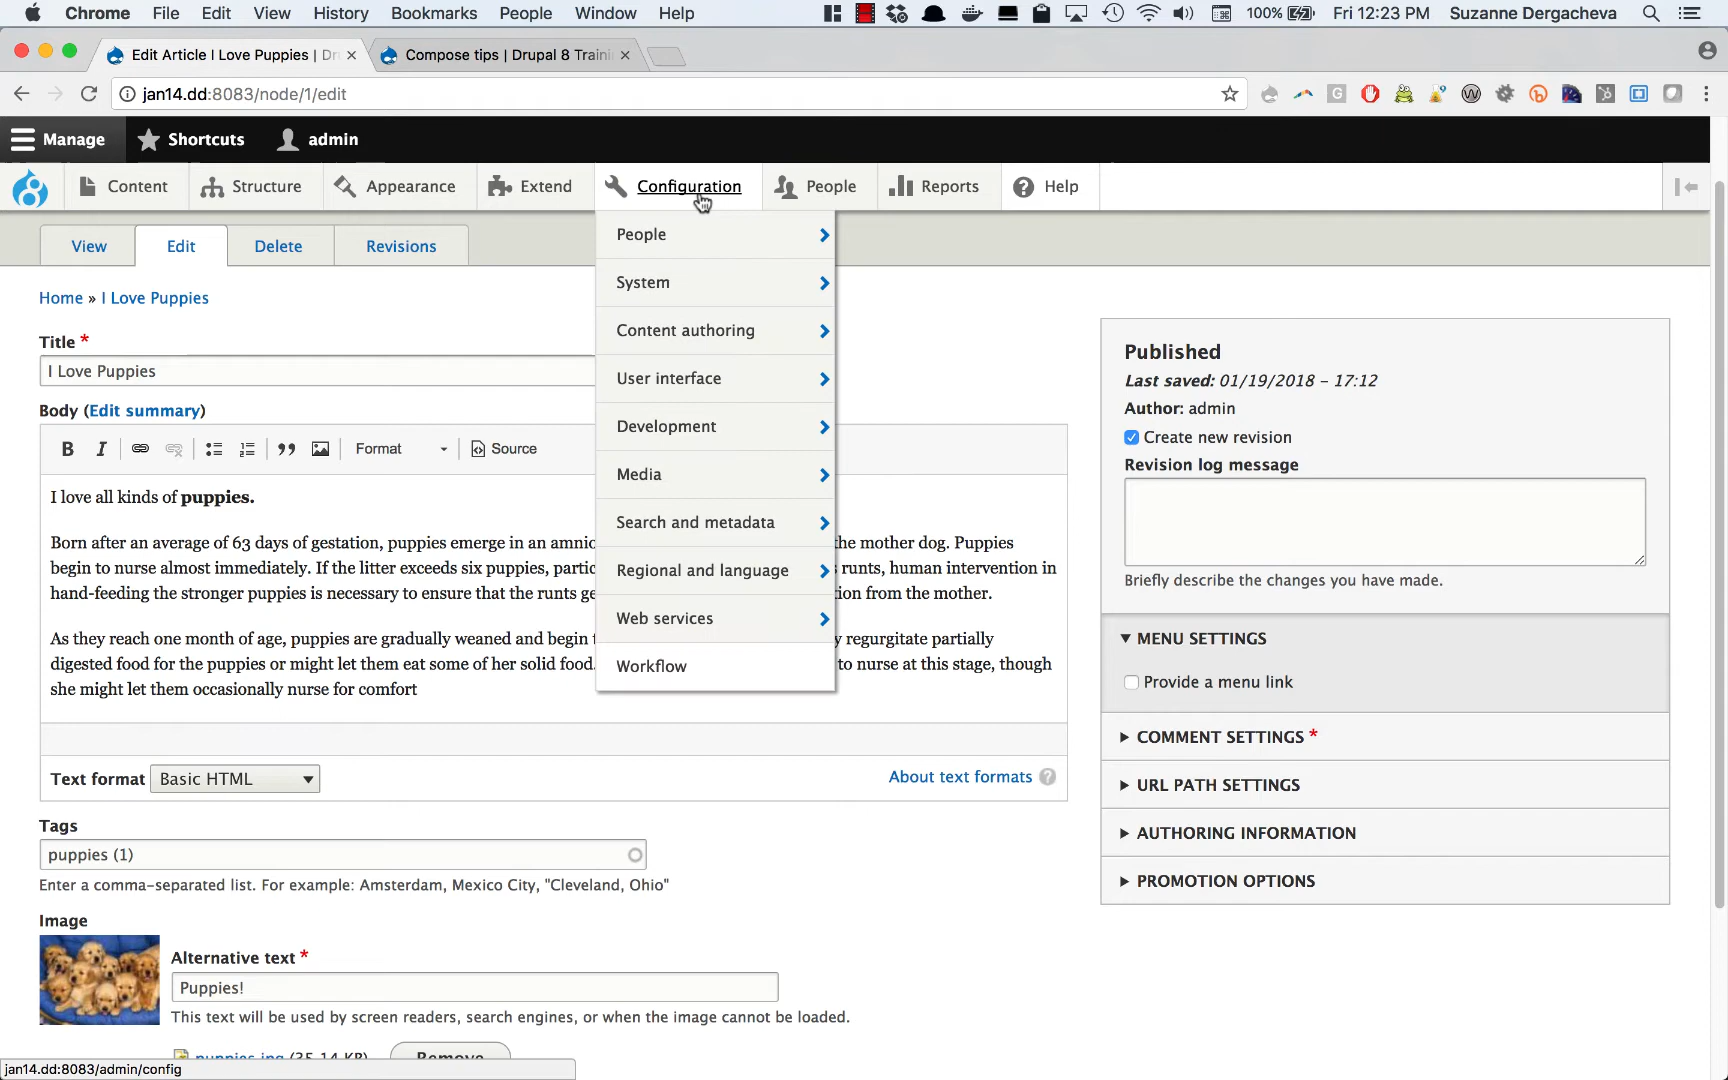 Chrome File Edit View History Bookmarks People Window Help 100% Fri 12:23 PM Suzanne Dergacheva
Edit Article I Love Puppies | Dr Compose tips | Drupal 8 Traini
jan14.dd:8083/node/1/edit
Manage Shortcuts admin
Content Structure Appearance Extend Configuration People Reports Help
View Edit Delete Revisions
People
System
Content authoring
User interface
Development
Media
Search and metadata
Regional and language
Web services
Workflow
Home » I Love Puppies
Title *
I Love Puppies
Body (Edit summary)
B I Format Source
I love all kinds of puppies.
Born after an average of 63 days of gestation, puppies emerge in an amnio he mother dog. Puppies
begin to nurse almost immediately. If the litter exceeds six puppies, partic runts, human intervention in
hand-feeding the stronger puppies is necessary to ensure that the runts ge ion from the mother.
As they reach one month of age, puppies are gradually weaned and begin y regurgitate partially
digested food for the puppies or might let them eat some of her solid food. to nurse at this stage, though
she might let them occasionally nurse for comfort
Text format Basic HTML About text formats ?
Tags
puppies (1)
Enter a comma-separated list. For example: Amsterdam, Mexico City, "Cleveland, Ohio"
Image
Alternative text *
Puppies!
This text will be used by screen readers, search engines, or when the image cannot be loaded.
puppies.jpg (35.14 KB) Remove
jan14.dd:8083/admin/config
Published
Last saved: 01/19/2018 - 17:12
Author: admin
Create new revision
Revision log message
Briefly describe the changes you have made.
MENU SETTINGS
Provide a menu link
COMMENT SETTINGS *
URL PATH SETTINGS
AUTHORING INFORMATION
PROMOTION OPTIONS